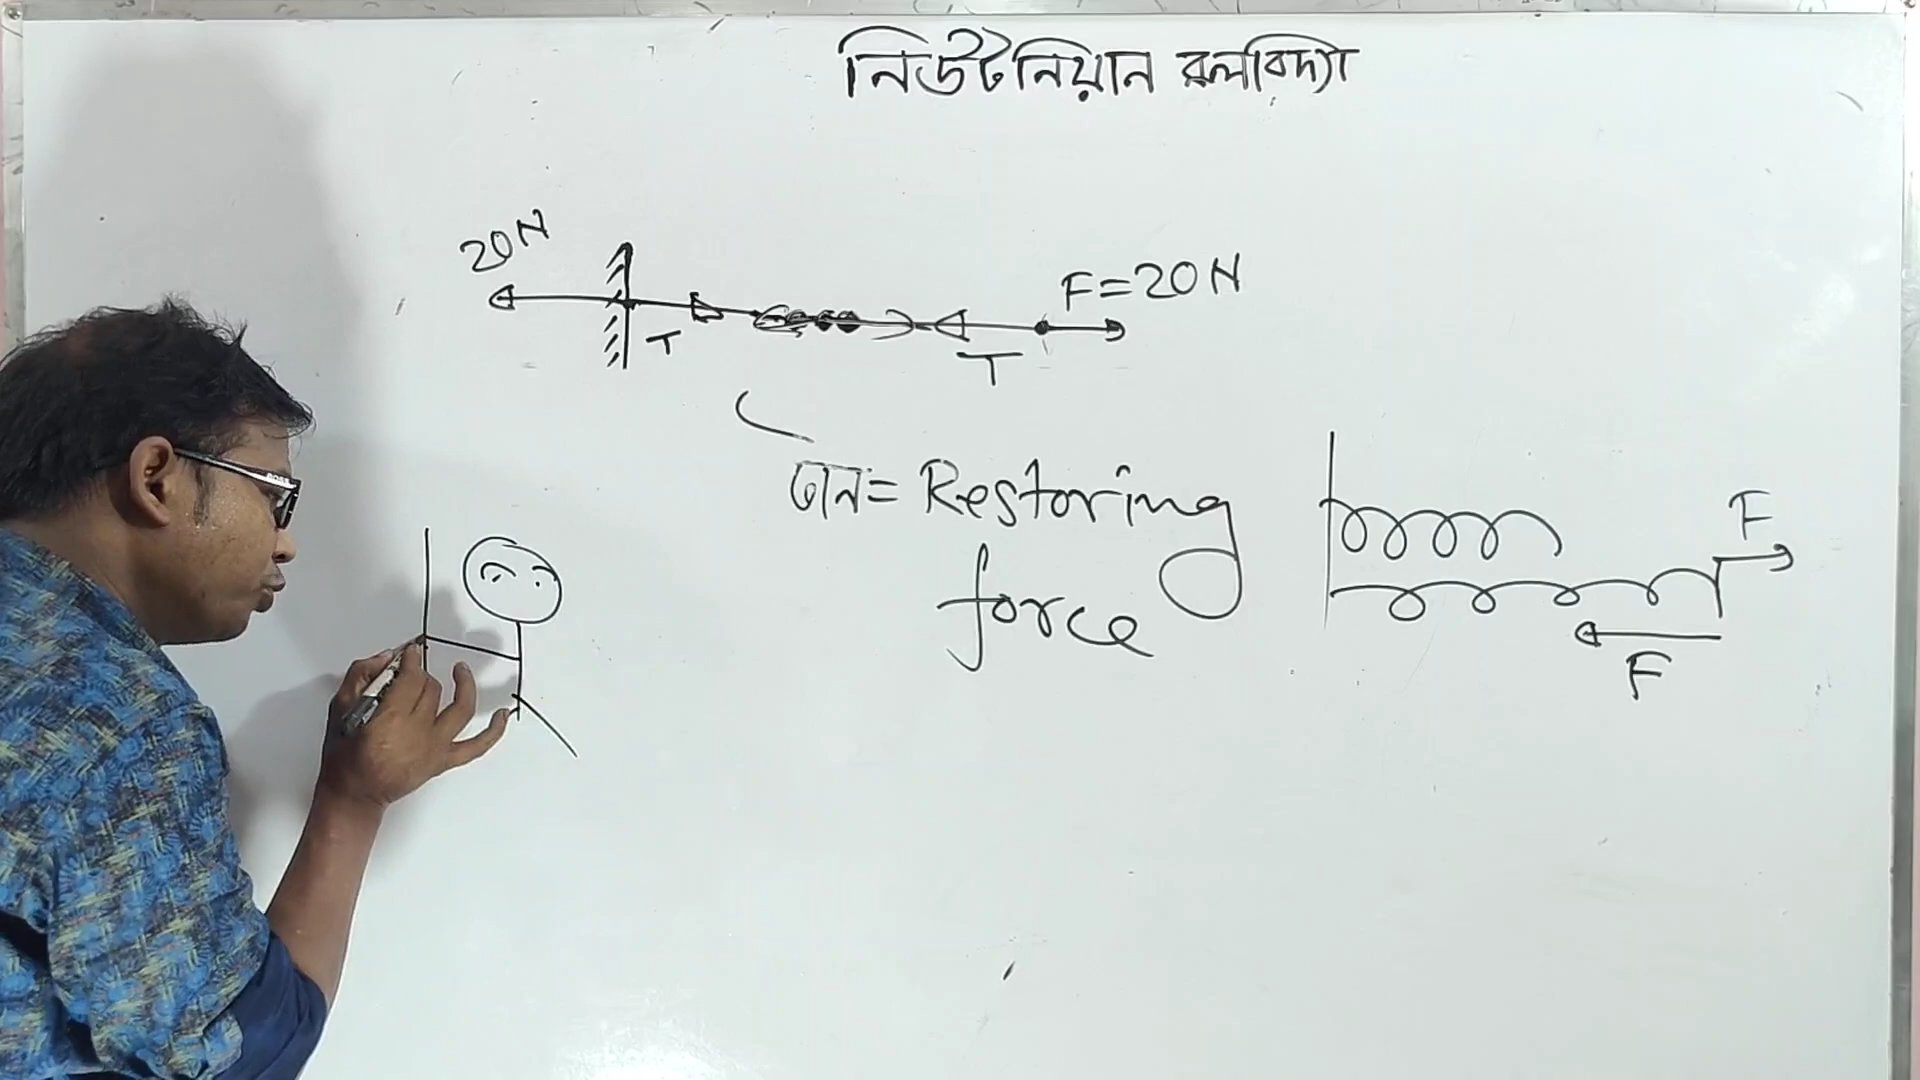 নিউটনিয়ান বলবিদ্যা
20N
F=20N
T
T
টান= Restoring
force
F
F